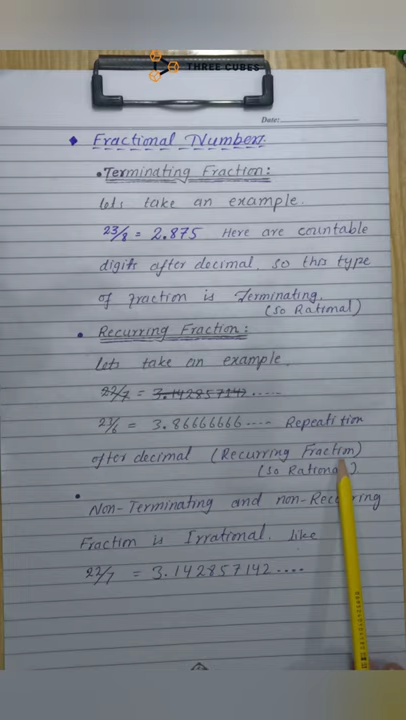 THREE CUBES
Date:
Fractional Number.
Terminating Fraction:
lets take an example.
23/8 = 2.875 Here are countable
digits after decimal. so this type
of fraction is Terminating.
(So Rational)
Recurring Fraction:
lets take an example.
22/7 = 3.142857142.....
23/6 = 3.86666666.... Repeatition
after decimal (Recurring Fraction)
(So Rational)
Non-Terminating and non-Recurring
Fraction is Irrational. like
22/7 = 3.142857142....